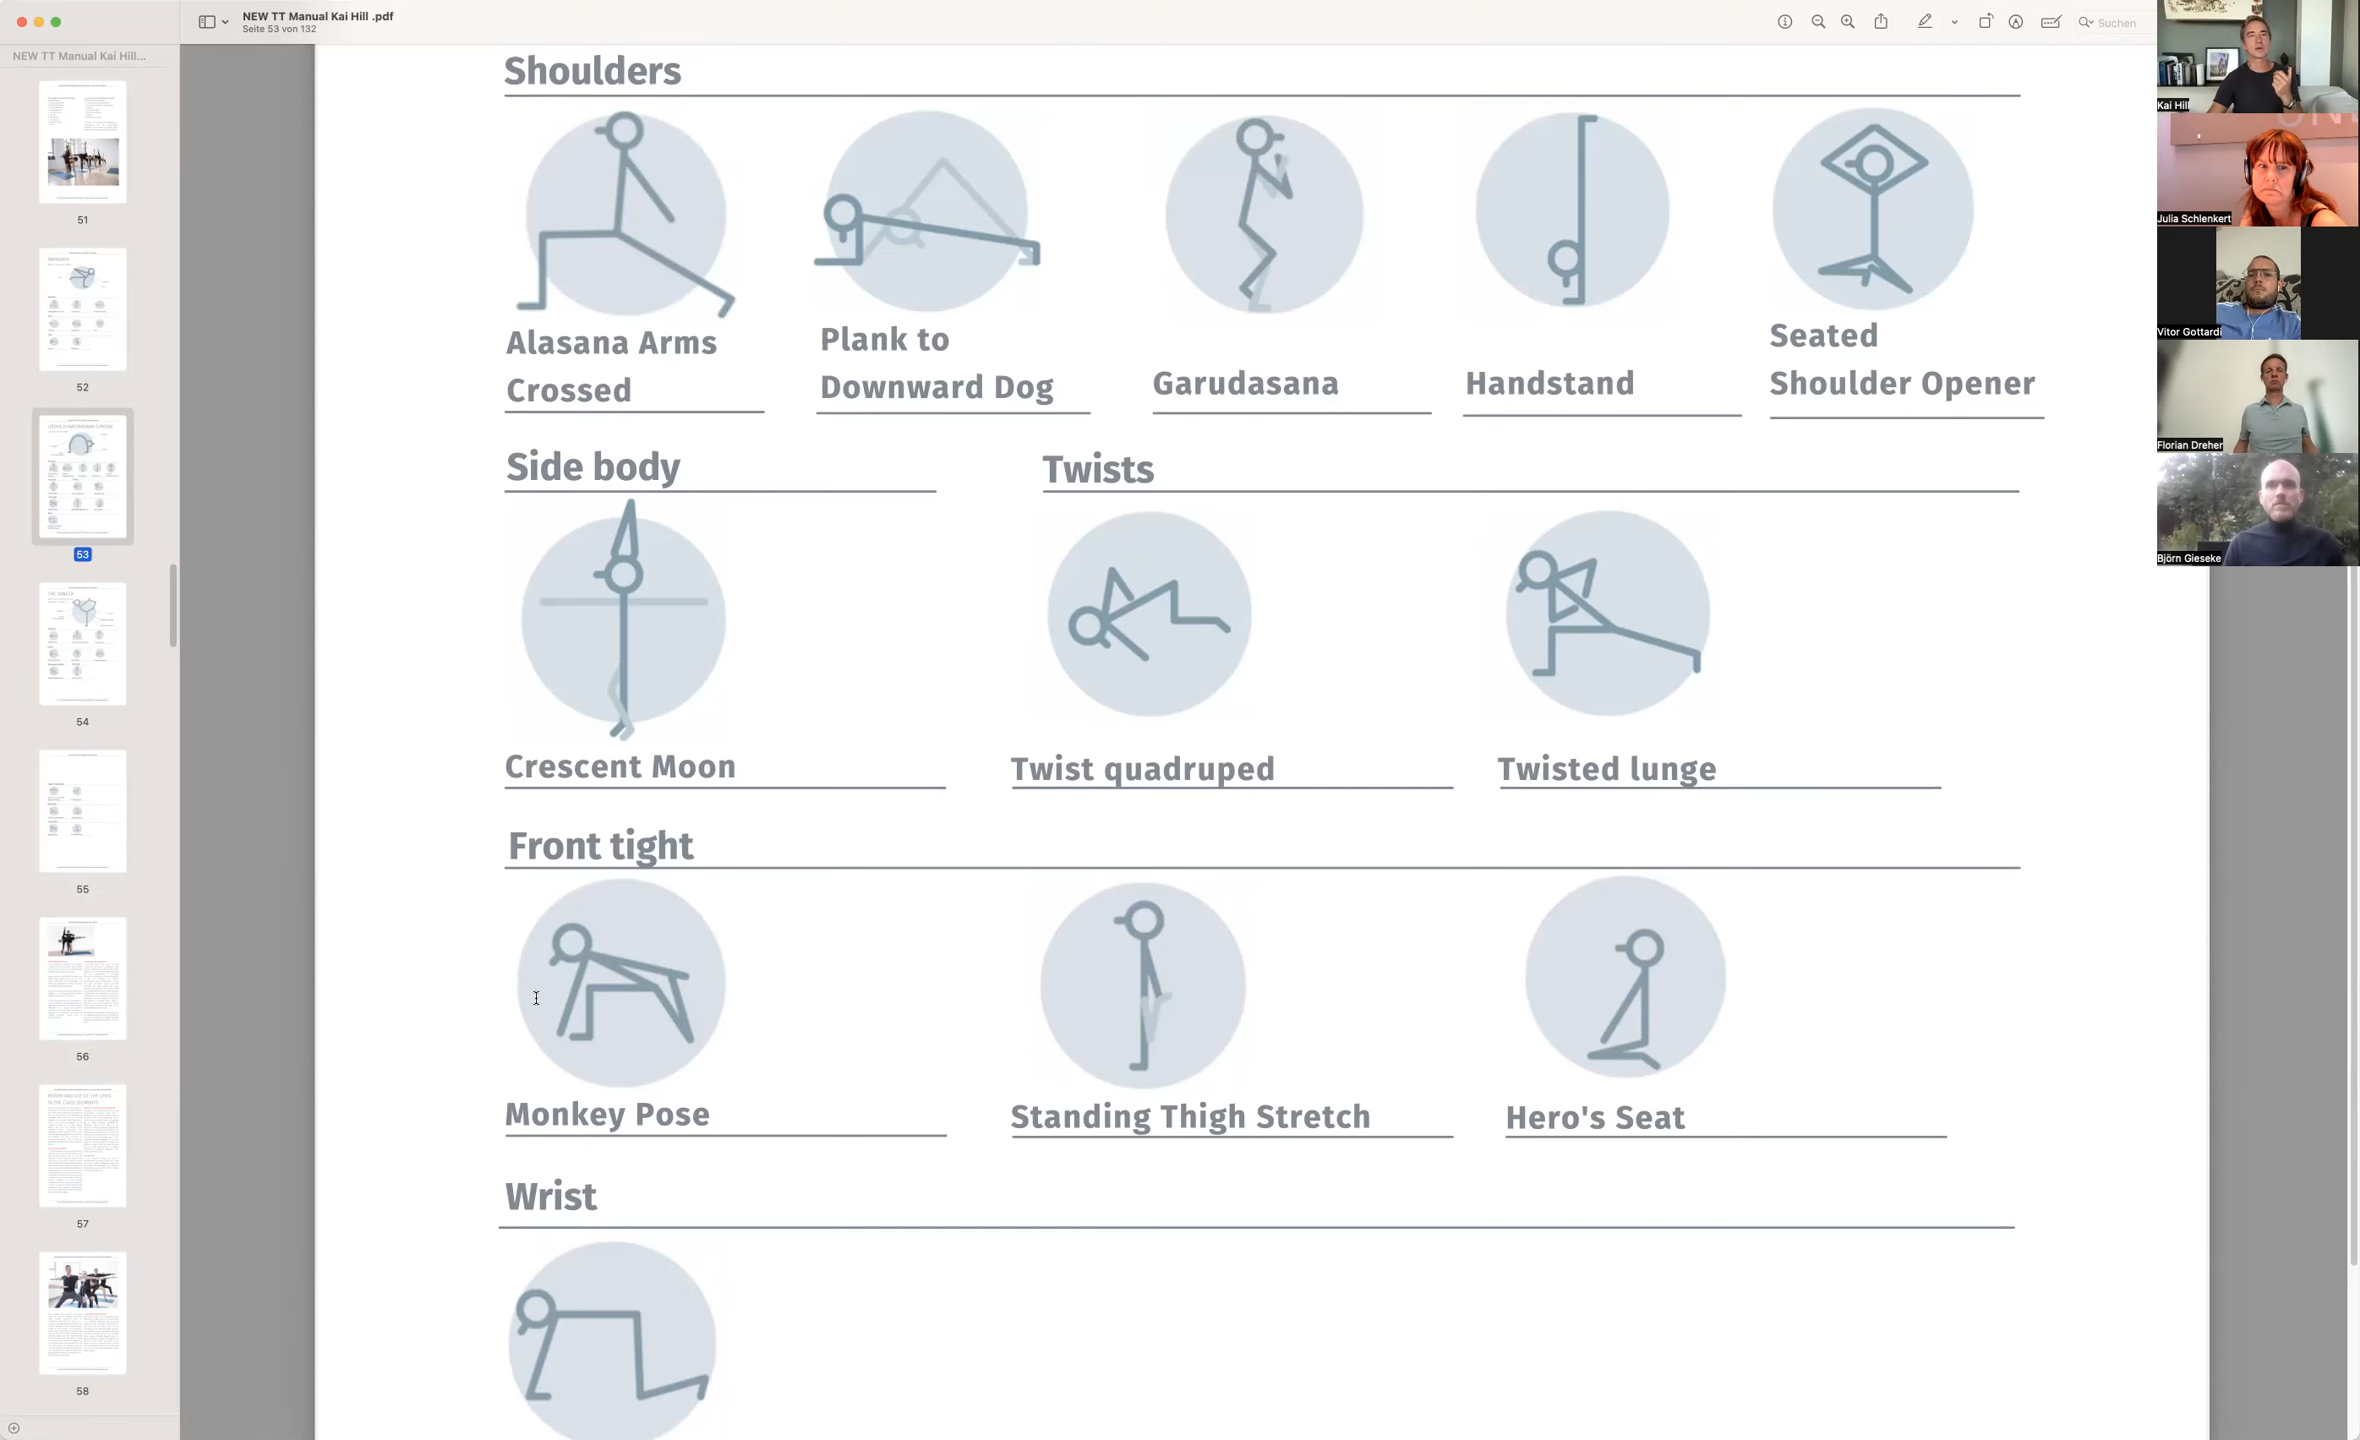 NEW TT Manual Kai Hill .pdf
Seite 53 von 132
Suchen
NEW TT Manual Kai Hill...
51
52
53
54
55
56
57
58
Shoulders
Alasana Arms
Crossed
Plank to
Downward Dog
Garudasana
Handstand
Seated
Shoulder Opener
Side body
Twists
Crescent Moon
Twist quadruped
Twisted lunge
Front tight
Monkey Pose
Standing Thigh Stretch
Hero's Seat
Wrist
Kai Hill
Julia Schlenkert
Vitor Gottardi
Florian Dreher
Björn Gieseke